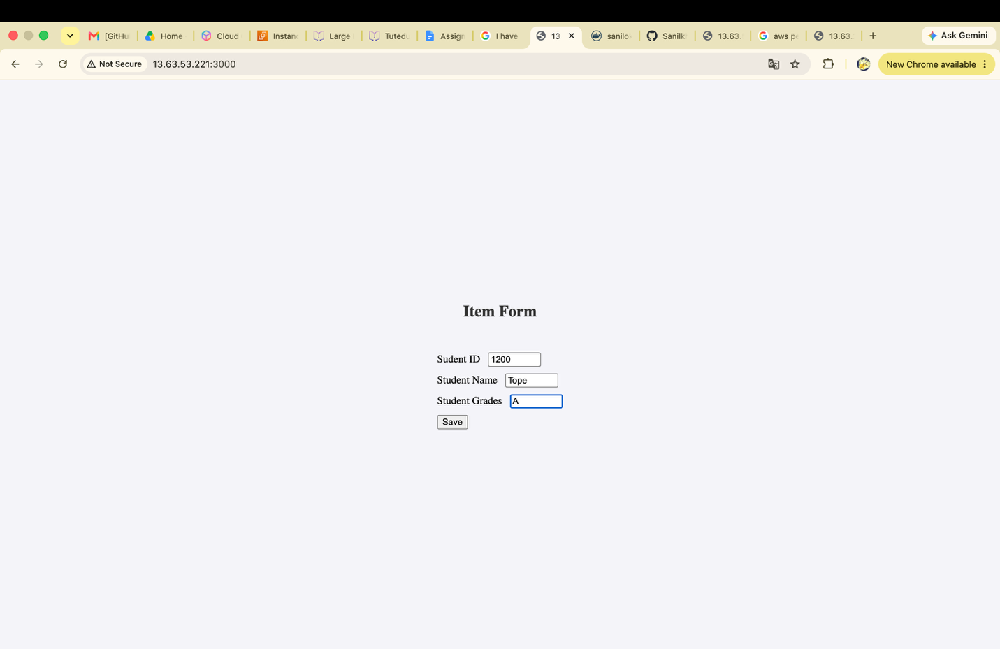 [GitHu
Home
Cloud
Instanc
Large
Tutedu
Assign
I have
13
sanilok
Sanilkl
13.63.
aws pe
13.63.
Ask Gemini
Not Secure
13.63.53.221:3000
New Chrome available
Item Form
Sudent ID 1200
Student Name Tope
Student Grades A
Save